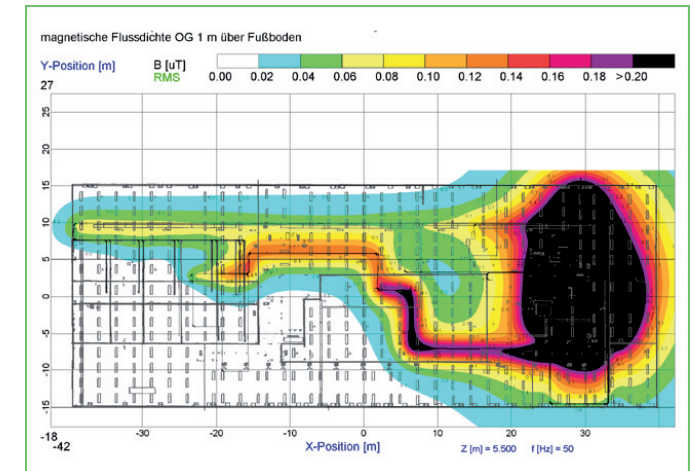 magnetische Flussdichte OG 1 m über Fußboden
Y-Position [m] B [uT]
RMS 0.00 0.02 0.04 0.06 0.08 0.10 0.12 0.14 0.16 0.18 >0.20
27
25
20
15
10
5
0
-5
-10
-15
-18
-42 -30 -20 -10 0 10 20 30
X-Position [m] Z [m] = 5.500 f [Hz] = 50